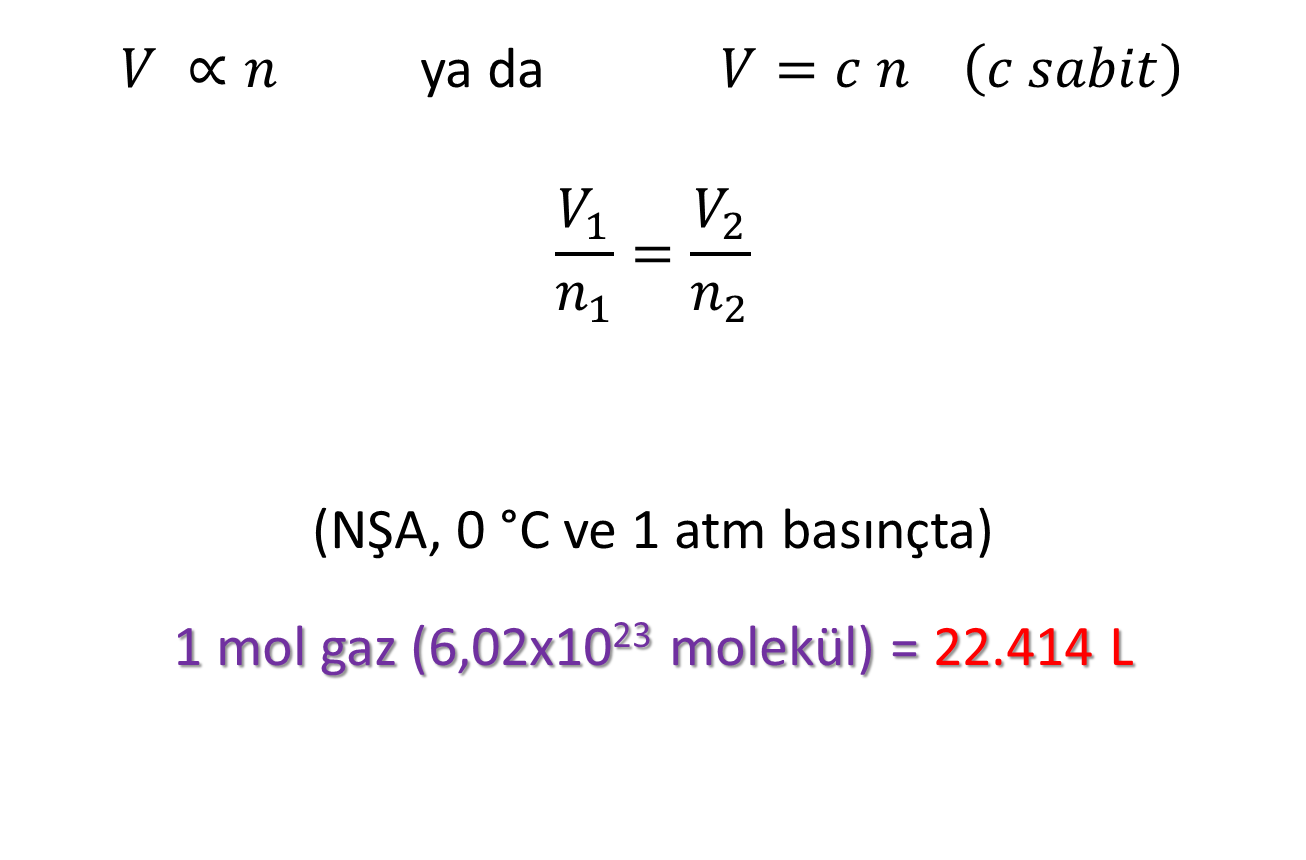 V ∝ n ya da V = c n (c sabit)
V₁/n₁ = V₂/n₂
(NŞA, 0 °C ve 1 atm basınçta)
1 mol gaz (6,02x10²³ molekül) = 22.414 L